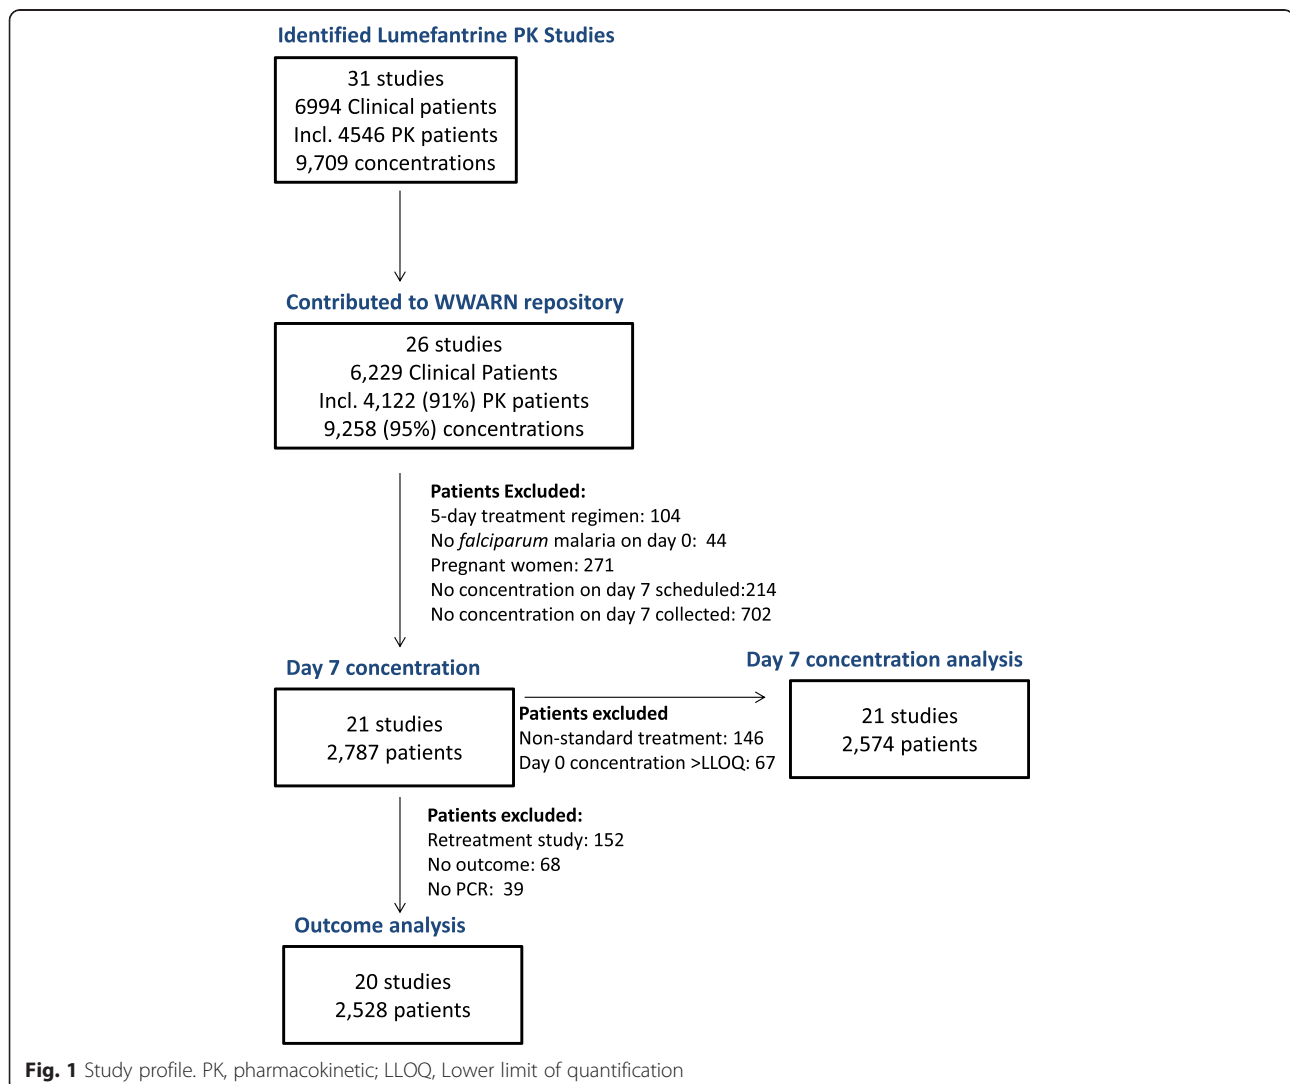 Identified Lumefantrine PK Studies
31 studies
6994 Clinical patients
Incl. 4546 PK patients
9,709 concentrations
Contributed to WWARN repository
26 studies
6,229 Clinical Patients
Incl. 4,122 (91%) PK patients
9,258 (95%) concentrations
Patients Excluded:
5-day treatment regimen: 104
No falciparum malaria on day 0:  44
Pregnant women: 271
No concentration on day 7 scheduled:214
No concentration on day 7 collected: 702
Day 7 concentration
21 studies
2,787 patients
Patients excluded
Non-standard treatment: 146
Day 0 concentration >LLOQ: 67
Day 7 concentration analysis
21 studies
2,574 patients
Patients excluded:
Retreatment study: 152
No outcome: 68
No PCR:  39
Outcome analysis
20 studies
2,528 patients
Fig. 1 Study profile. PK, pharmacokinetic; LLOQ, Lower limit of quantification